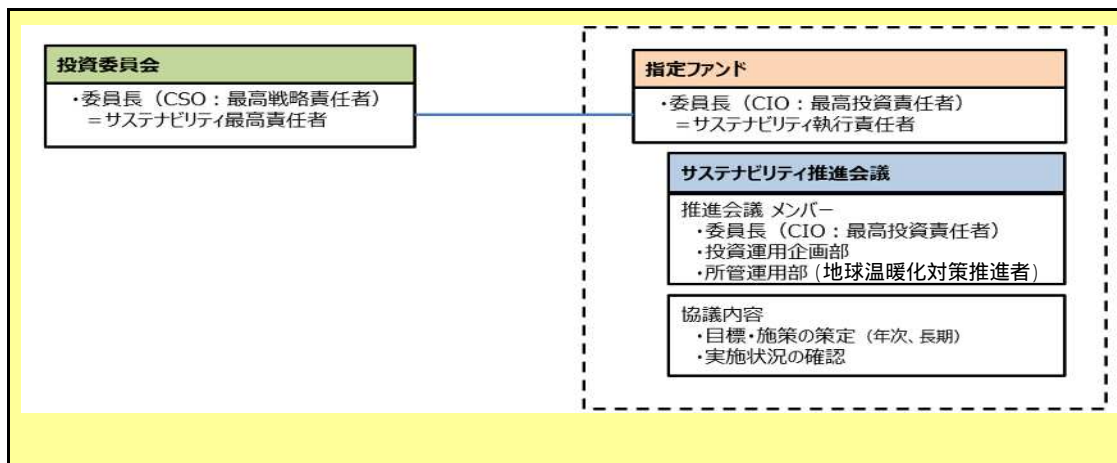 投資委員会
・委員長（CSO：最高戦略責任者）
＝サステナビリティ最高責任者
指定ファンド
・委員長（CIO：最高投資責任者）
＝サステナビリティ執行責任者
サステナビリティ推進会議
推進会議 メンバー
・委員長（CIO：最高投資責任者）
・投資運用企画部
・所管運用部（地球温暖化対策推進者）
協議内容
・目標・施策の策定（年次、長期）
・実施状況の確認